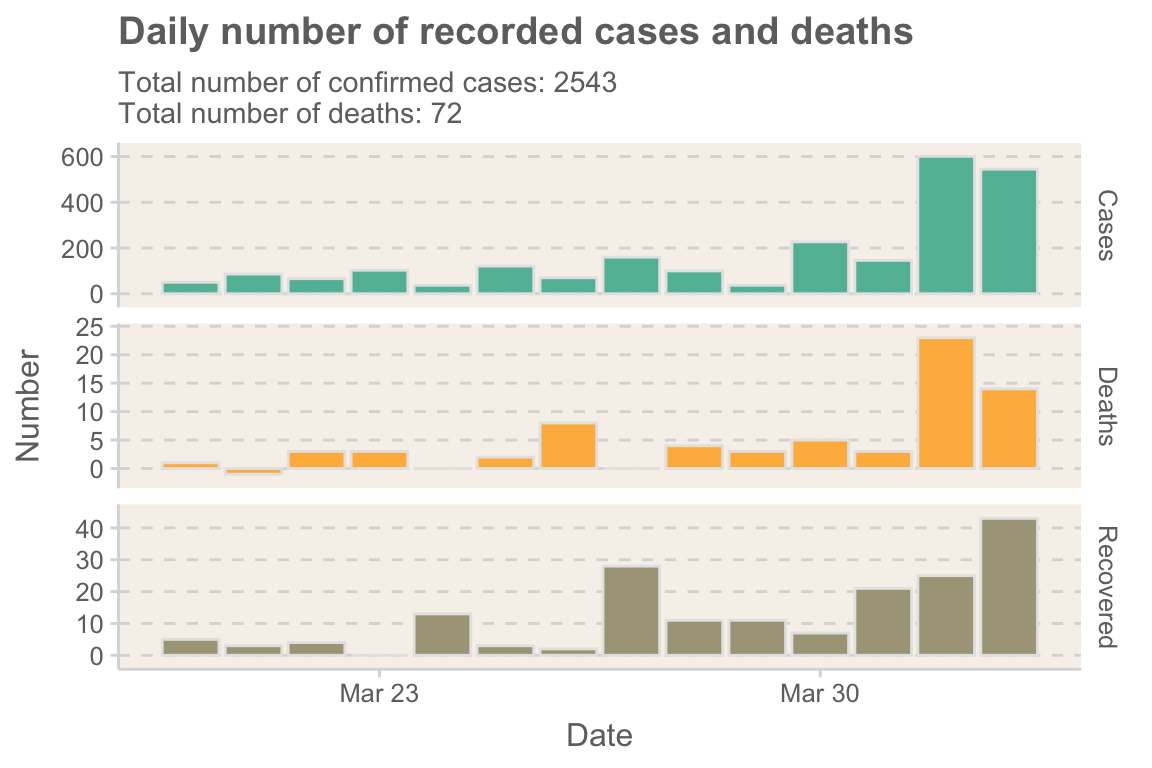 Daily number of recorded cases and deaths
Total number of confirmed cases: 2543
Total number of deaths: 72
600
400
200
0
Cases
25
20
15
10
5
0
Deaths
Number
40
30
20
10
0
Recovered
Mar 23
Mar 30
Date